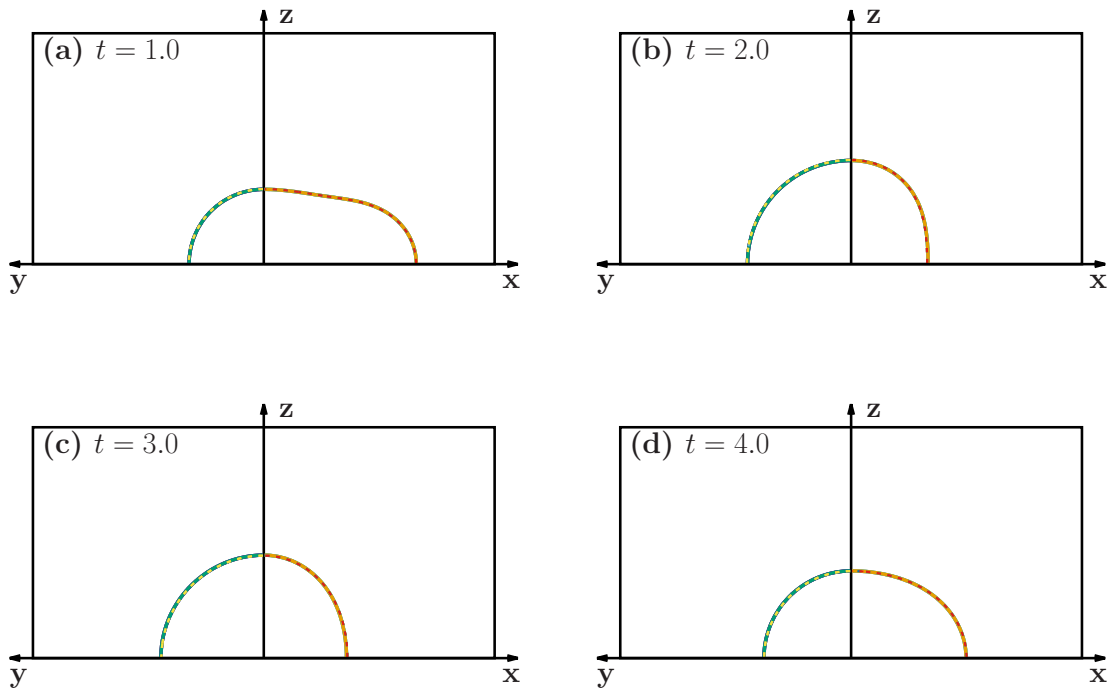 z
(a) t = 1.0
y
x
z
(b) t = 2.0
y
x
z
(c) t = 3.0
y
x
z
(d) t = 4.0
y
x